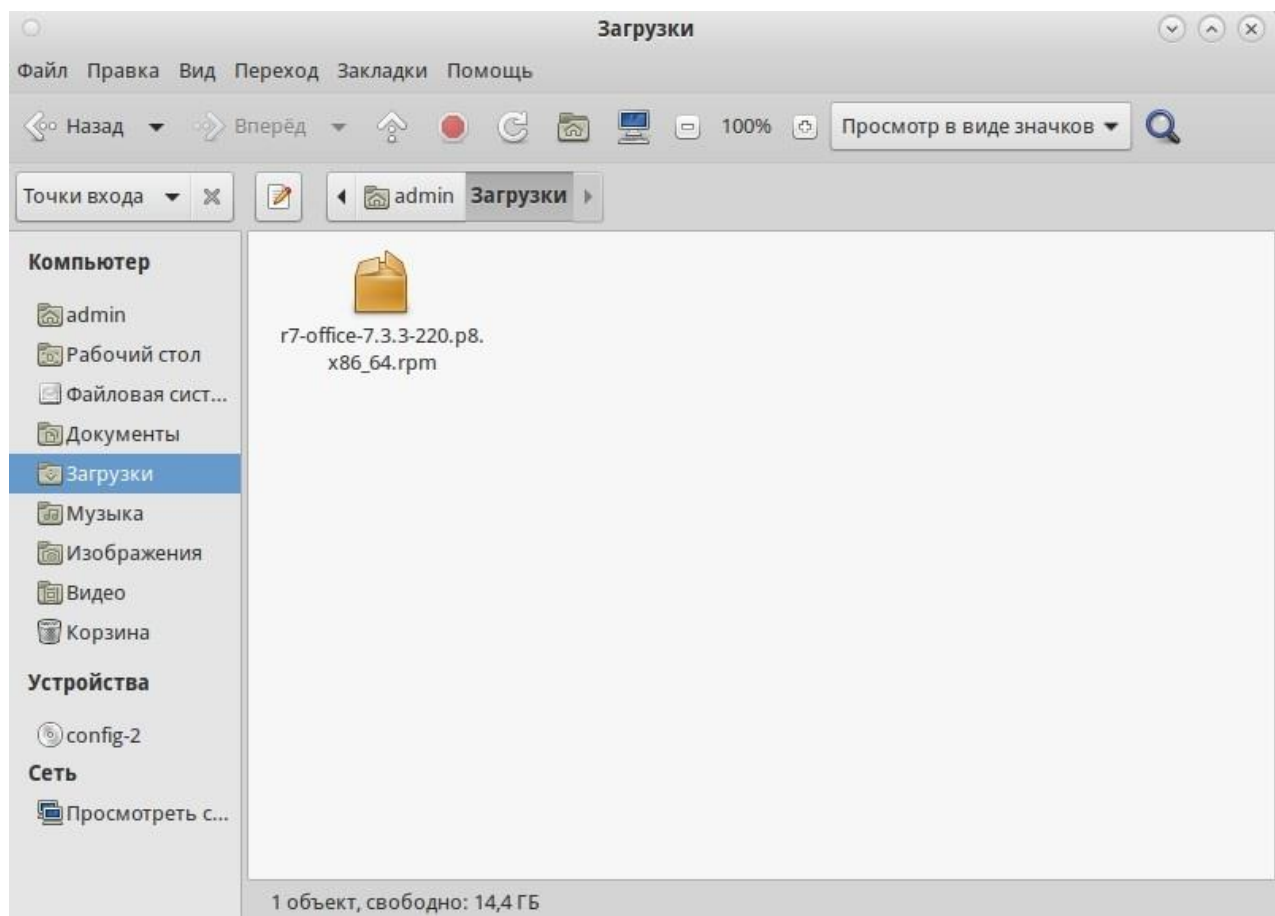 Загрузки
Файл Правка Вид Переход Закладки Помощь
Назад Вперёд 100% Просмотр в виде значков
Точки входа admin Загрузки
Компьютер
admin
Рабочий стол
Файловая сист...
Документы
Загрузки
Музыка
Изображения
Видео
Корзина
Устройства
config-2
Сеть
Просмотреть с...
r7-office-7.3.3-220.p8.
x86_64.rpm
1 объект, свободно: 14,4 ГБ